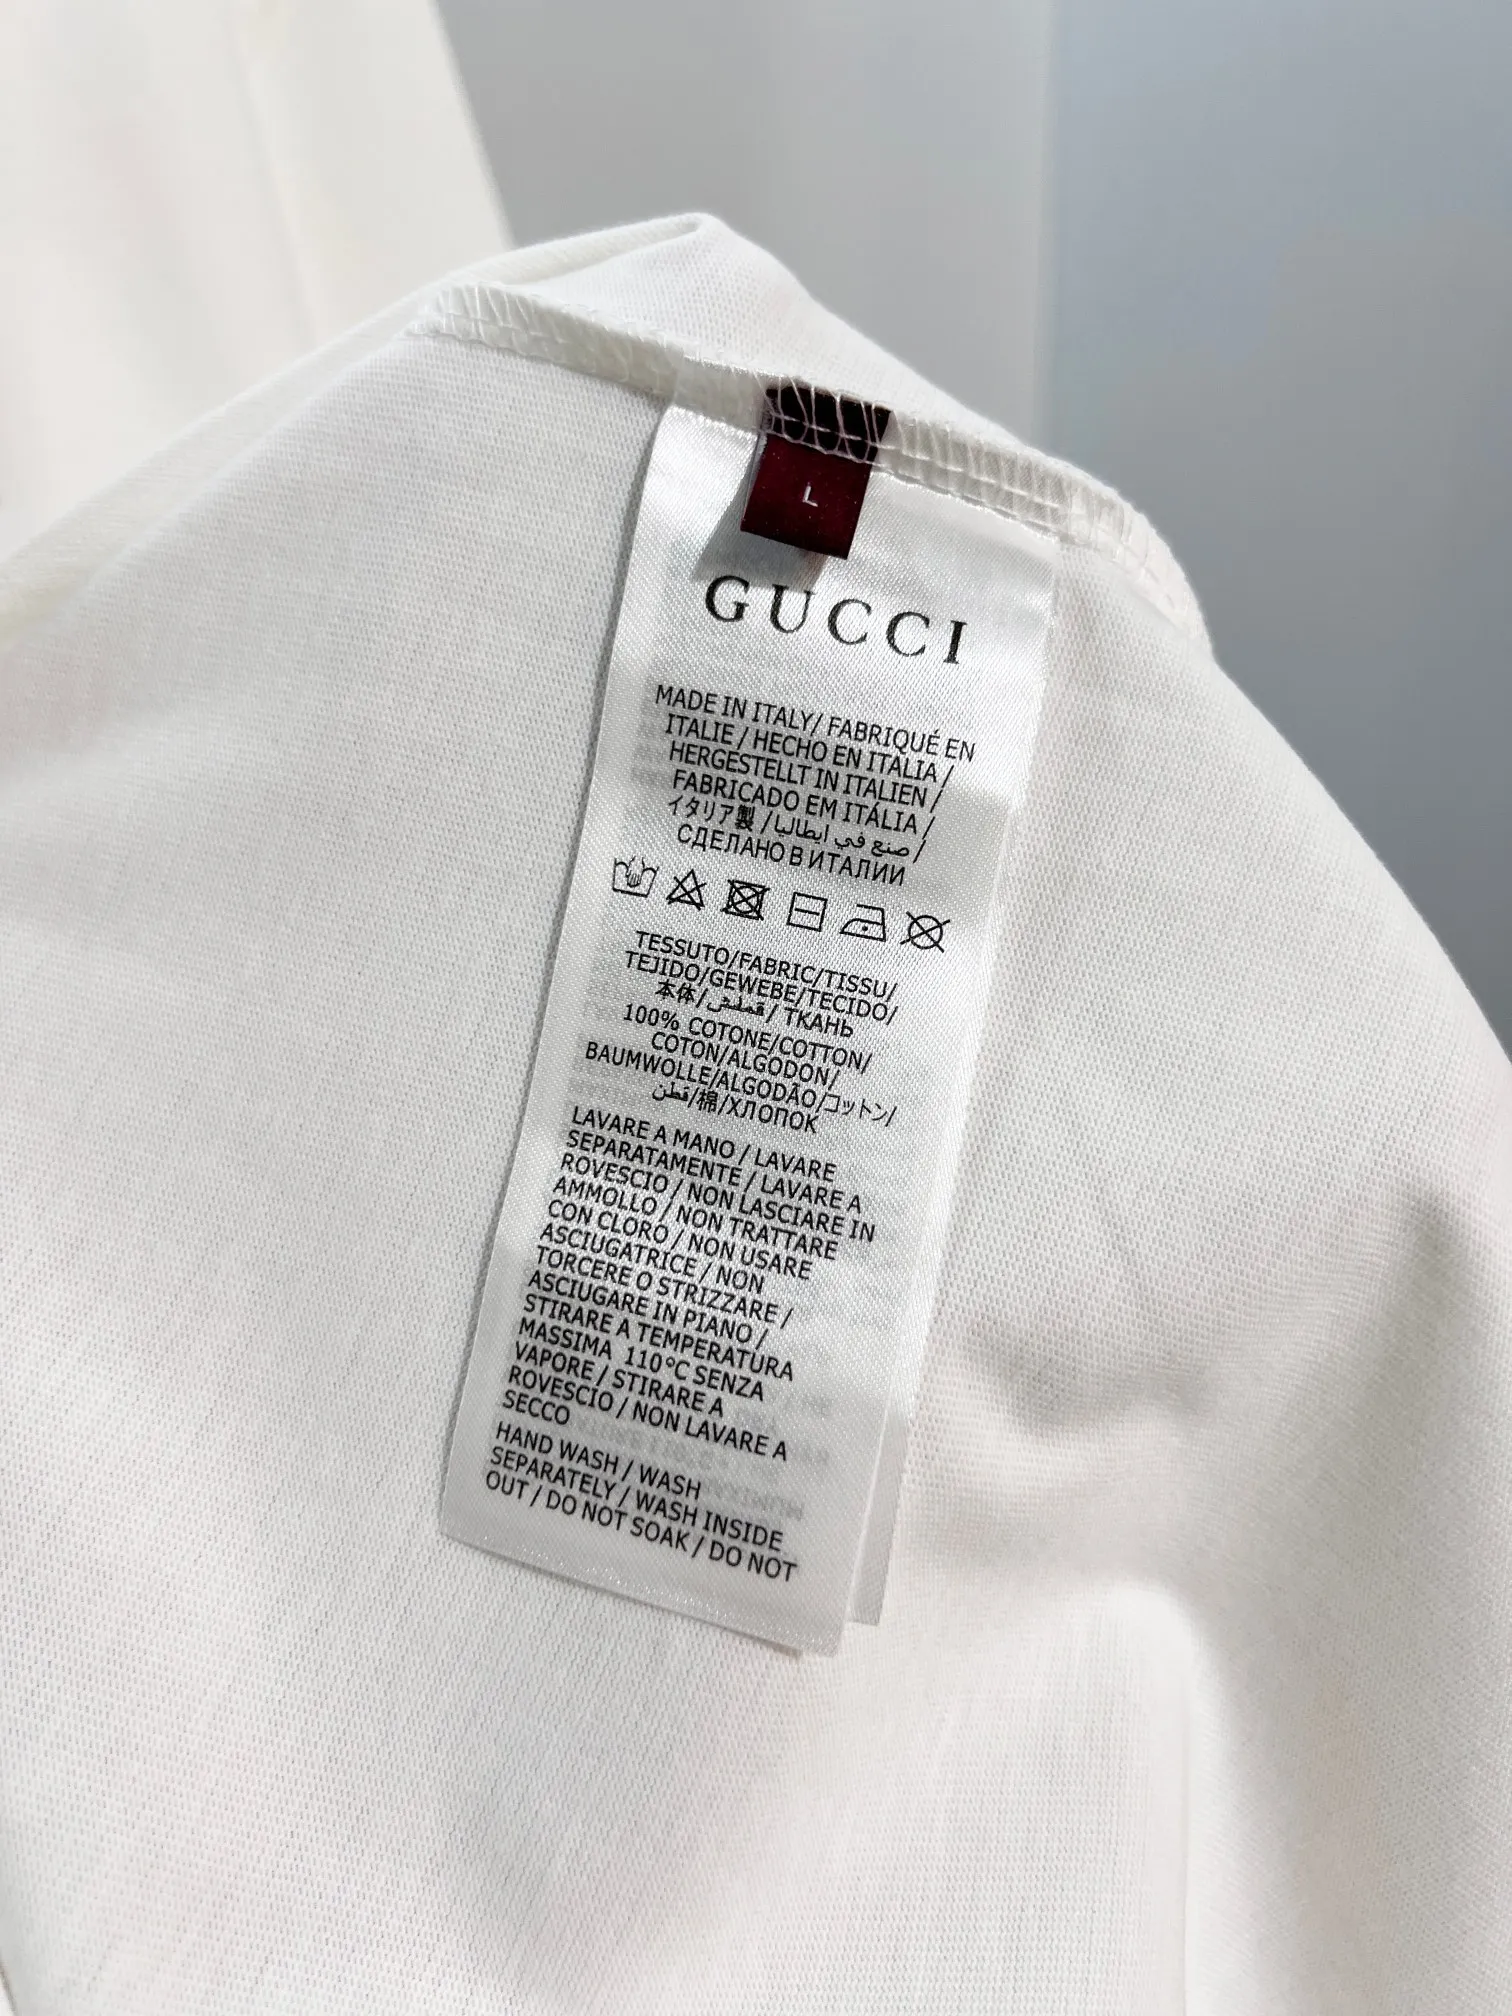 L
GUCCI
MADE IN ITALY/ FABRIQUÉ EN
ITALIE / HECHO EN ITALIA /
HERGESTELLT IN ITALIEN /
FABRICADO EM ITÁLIA /
イタリア製 / صنع في ايطاليا /
СДЕЛАНО В ИТАЛИИ
TESSUTO/FABRIC/TISSU/
TEJIDO/GEWEBE/TECIDO/
本体/قماش/ ТКАНЬ
100% COTONE/COTTON/
COTON/ALGODON/
BAUMWOLLE/ALGODÃO/コットン/
قطن/棉/ХЛОПОК
LAVARE A MANO / LAVARE
SEPARATAMENTE / LAVARE A
ROVESCIO / NON LASCIARE IN
AMMOLLO / NON TRATTARE
CON CLORO / NON USARE
ASCIUGATRICE / NON
TORCERE O STRIZZARE /
ASCIUGARE IN PIANO /
STIRARE A TEMPERATURA
MASSIMA 110°C SENZA
VAPORE / STIRARE A
ROVESCIO / NON LAVARE A
SECCO
HAND WASH / WASH
SEPARATELY / WASH INSIDE
OUT / DO NOT SOAK / DO NOT